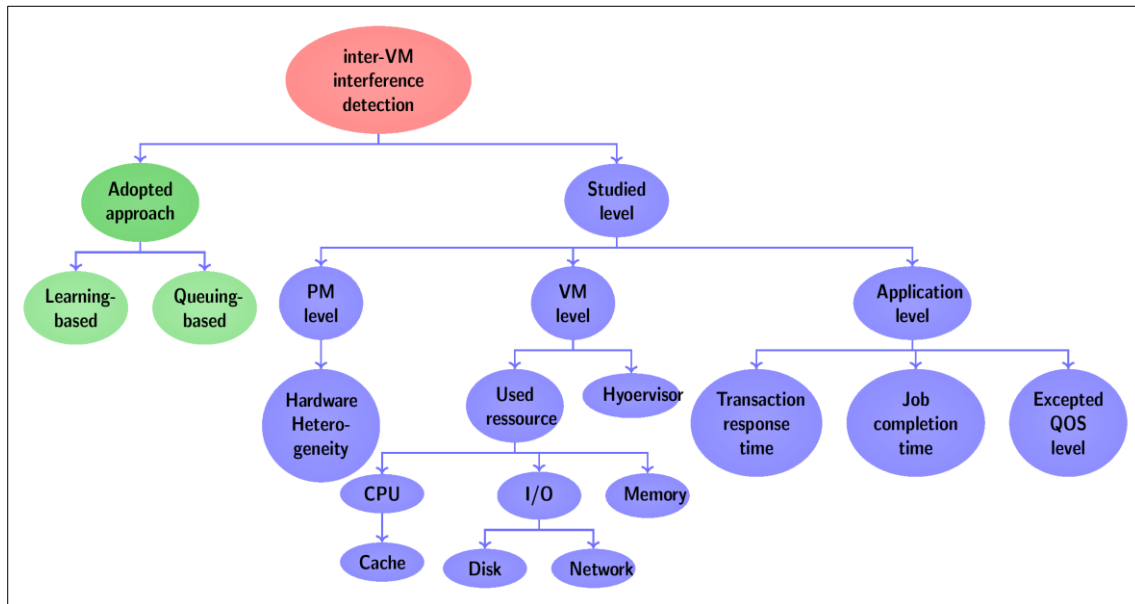 inter-VM
interference
detection
Adopted
approach
Studied
level
Learning-
based
Queuing-
based
PM
level
VM
level
Application
level
Hardware
Hetero-
geneity
Used
ressource
Hyoervisor
Transaction
response
time
Job
completion
time
Excepted
QOS
level
CPU
I/O
Memory
Cache
Disk
Network